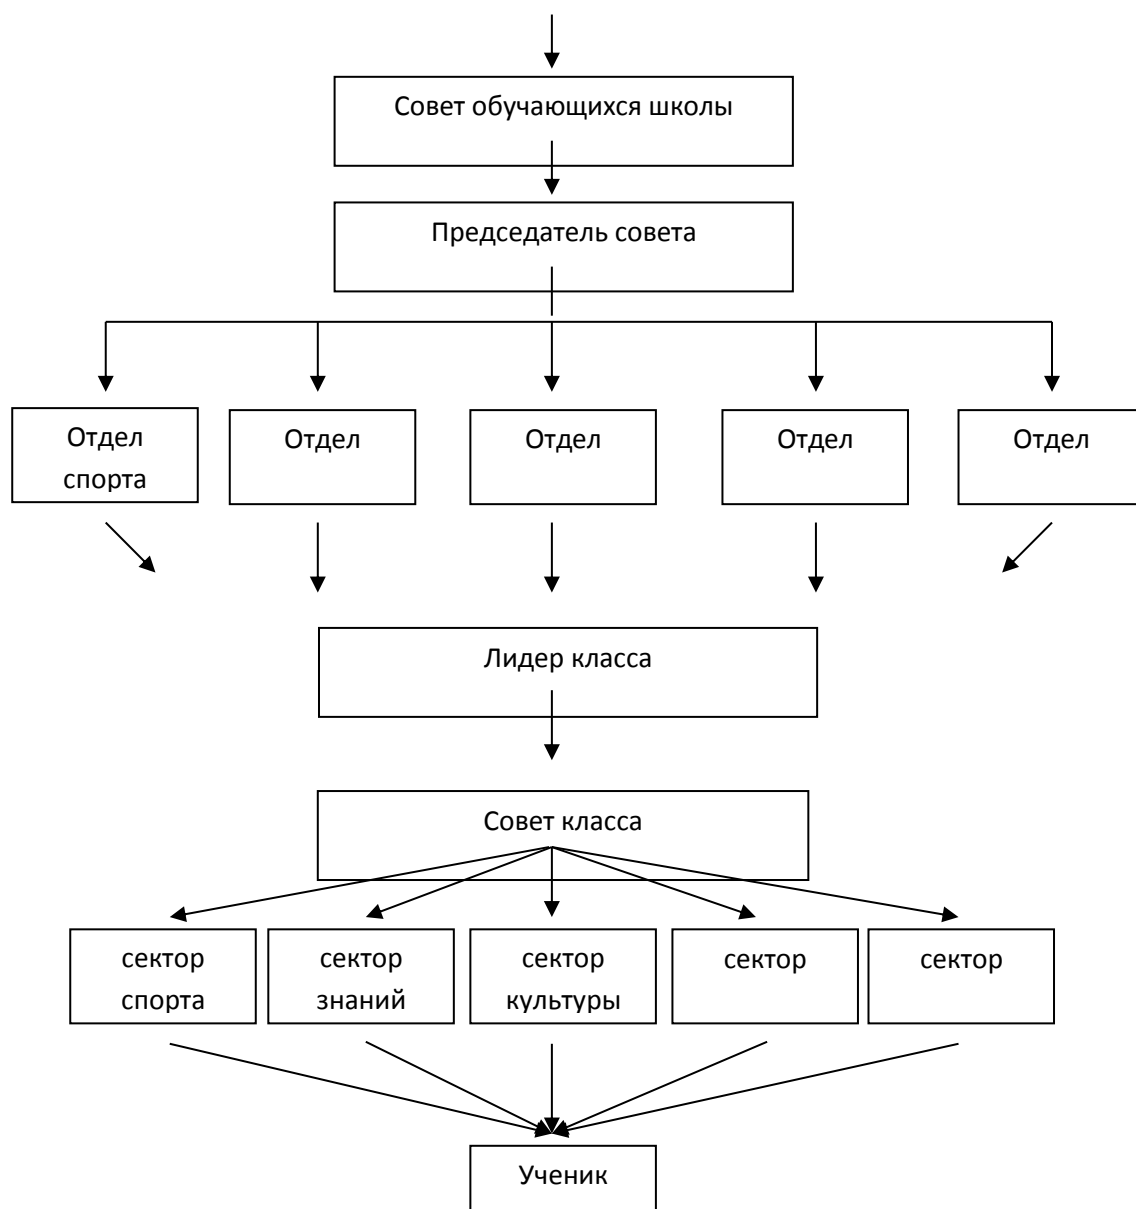 Совет обучающихся школы
Председатель совета
Отдел
спорта
Отдел
Отдел
Отдел
Отдел
Лидер класса
Совет класса
сектор
спорта
сектор
знаний
сектор
культуры
сектор
сектор
Ученик